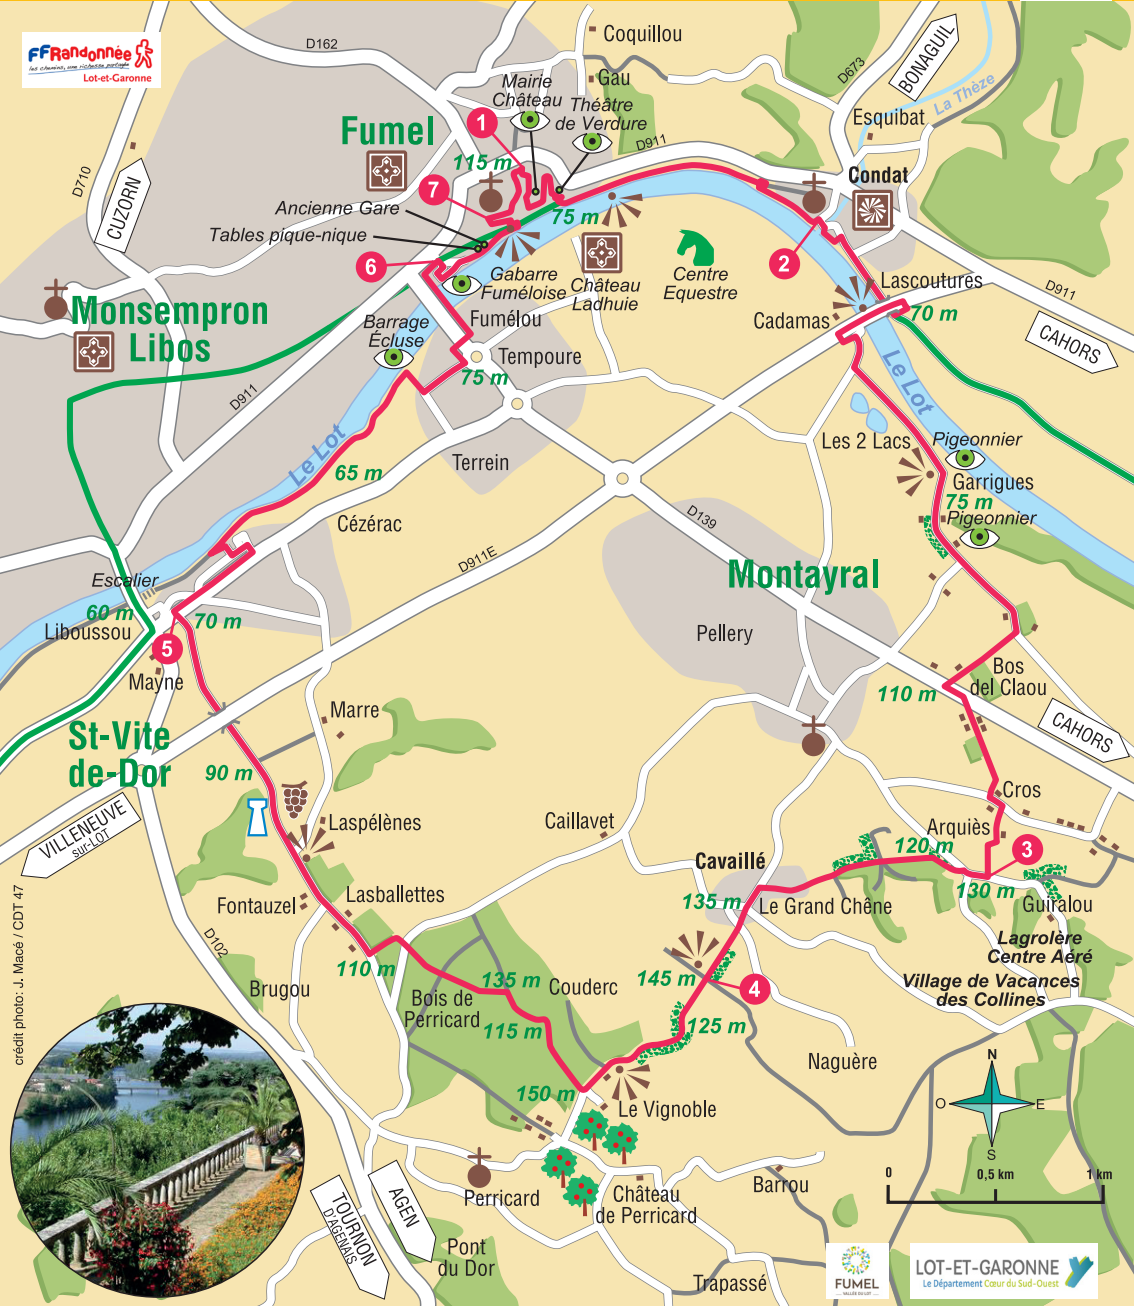 FFRandonnée
les chemins, une richesse partagée
Lot-et-Garonne
D162
Coquillou
Gau
D673
BONAGUIL
La Thèze
Esquibat
Mairie
Château
Théâtre
de Verdure
D911
1
Fumel
115 m
D710
CUZORN
7
Condat
Ancienne Gare
Tables pique-nique
75 m
6
2
Gabarre
Fuméloise
Château
Ladhuie
Centre
Equestre
Lascoutures
D911
70 m
CAHORS
Monsempron
Libos
Barrage
Écluse
Fumélou
Cadamas
Tempoure
75 m
D911
Le Lot
Le Lot
Les 2 Lacs
Pigeonnier
Terrein
65 m
Garrigues
75 m
Pigeonnier
Cézérac
D139
D911E
Montayral
Escalier
60 m
70 m
Liboussou
5
Pellery
Mayne
Bos
del Claou
110 m
Marre
CAHORS
St-Vite
de-Dor
90 m
Cros
VILLENEUVE
sur-LOT
Laspélènes
Caillavet
Arquiès
120 m
3
Cavaillé
130 m
Lasballettes
135 m
Le Grand Chêne
Guiralou
Fontauzel
Lagrolère
Centre Aéré
D102
110 m
135 m
145 m
4
Village de Vacances
des Collines
Brugou
Bois de
Perricard
Couderc
115 m
125 m
crédit photo: J. Macé / CDT 47
Naguère
N
150 m
Le Vignoble
O
E
S
0
0,5 km
1 km
Perricard
Château
de Perricard
Barrou
AGEN
TOURNON
D'AGENAIS
Pont
du Dor
Trapassé
FUMEL
VALLÉE DU LOT
LOT-ET-GARONNE
Le Département Cœur du Sud-Ouest